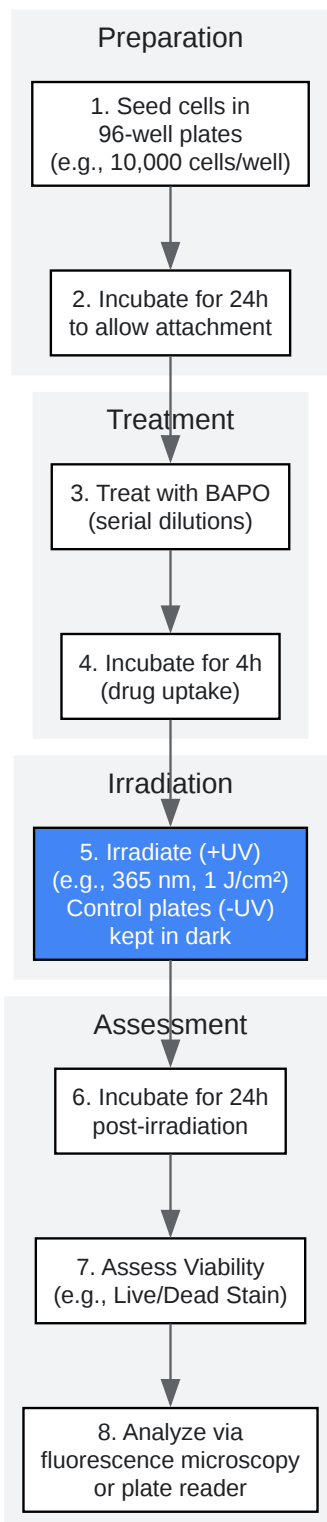 Preparation
1. Seed cells in
96-well plates
(e.g., 10,000 cells/well)
2. Incubate for 24h
to allow attachment
Treatment
3. Treat with BAPO
(serial dilutions)
4. Incubate for 4h
(drug uptake)
Irradiation
5. Irradiate (+UV)
(e.g., 365 nm, 1 J/cm²)
Control plates (-UV)
kept in dark
Assessment
6. Incubate for 24h
post-irradiation
7. Assess Viability
(e.g., Live/Dead Stain)
8. Analyze via
fluorescence microscopy
or plate reader